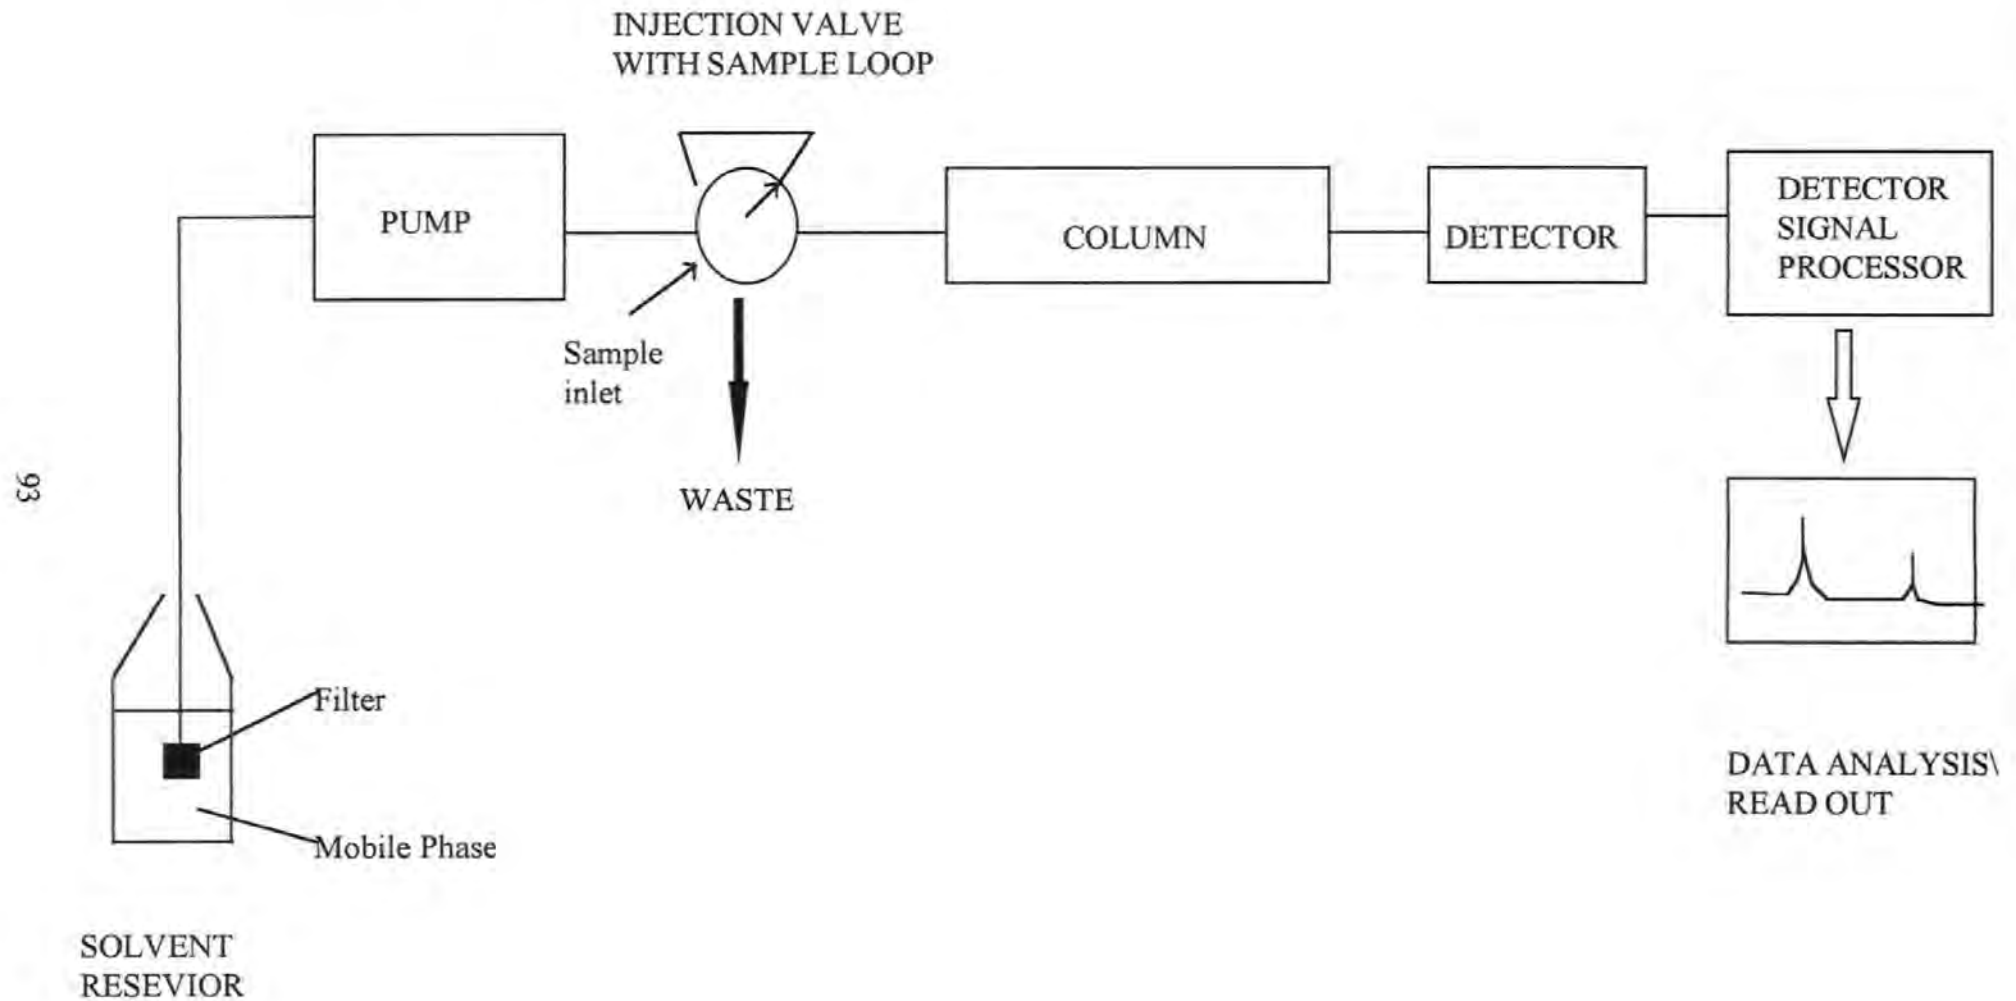 INJECTION VALVE
WITH SAMPLE LOOP
PUMP
COLUMN
DETECTOR
DETECTOR
SIGNAL
PROCESSOR
Sample
inlet
WASTE
93
Filter
Mobile Phase
DATA ANALYSIS\
READ OUT
SOLVENT
RESEVIOR